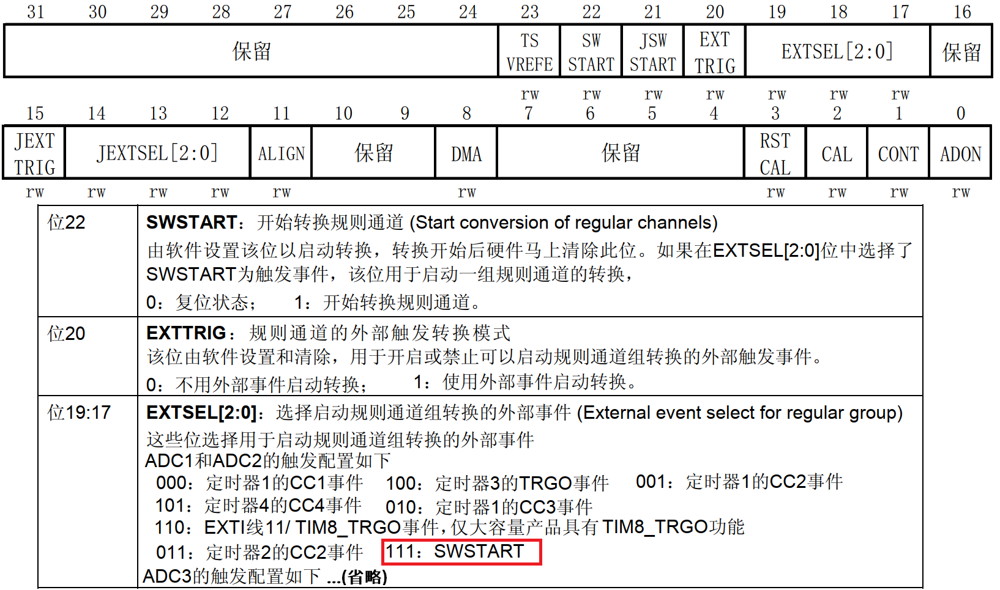 31 30 29 28 27 26 25 24 23 22 21 20 19 18 17 16
保留 TS VREFE SW START JSW START EXT TRIG EXTSEL[2:0] 保留
rw rw rw rw rw rw rw
15 14 13 12 11 10 9 8 7 6 5 4 3 2 1 0
JEXT TRIG JEXTSEL[2:0] ALIGN 保留 DMA 保留 RST CAL CAL CONT ADON
rw rw rw rw rw rw rw rw rw rw
位22 SWSTART：开始转换规则通道 (Start conversion of regular channels)
由软件设置该位以启动转换，转换开始后硬件马上清除此位。如果在EXTSEL[2:0]位中选择了
SWSTART为触发事件，该位用于启动一组规则通道的转换，
0：复位状态； 1：开始转换规则通道。
位20 EXTTRIG：规则通道的外部触发转换模式
该位由软件设置和清除，用于开启或禁止可以启动规则通道组转换的外部触发事件。
0：不用外部事件启动转换； 1：使用外部事件启动转换。
位19:17 EXTSEL[2:0]：选择启动规则通道组转换的外部事件 (External event select for regular group)
这些位选择用于启动规则通道组转换的外部事件
ADC1和ADC2的触发配置如下
000：定时器1的CC1事件 100：定时器3的TRGO事件 001：定时器1的CC2事件
101：定时器4的CC4事件 010：定时器1的CC3事件
110：EXTI线11/ TIM8_TRGO事件，仅大容量产品具有 TIM8_TRGO功能
011：定时器2的CC2事件 111：SWSTART
ADC3的触发配置如下 ...(省略)